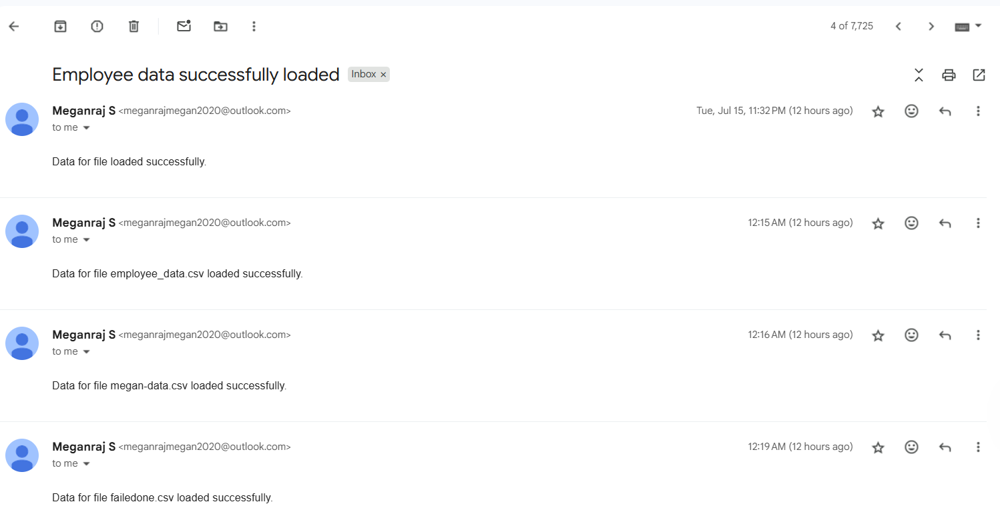 4 of 7,725
Employee data successfully loaded Inbox ×
Meganraj S <meganrajmegan2020@outlook.com> Tue, Jul 15, 11:32 PM (12 hours ago)
to me
Data for file loaded successfully.
Meganraj S <meganrajmegan2020@outlook.com> 12:15 AM (12 hours ago)
to me
Data for file employee_data.csv loaded successfully.
Meganraj S <meganrajmegan2020@outlook.com> 12:16 AM (12 hours ago)
to me
Data for file megan-data.csv loaded successfully.
Meganraj S <meganrajmegan2020@outlook.com> 12:19 AM (12 hours ago)
to me
Data for file failedone.csv loaded successfully.